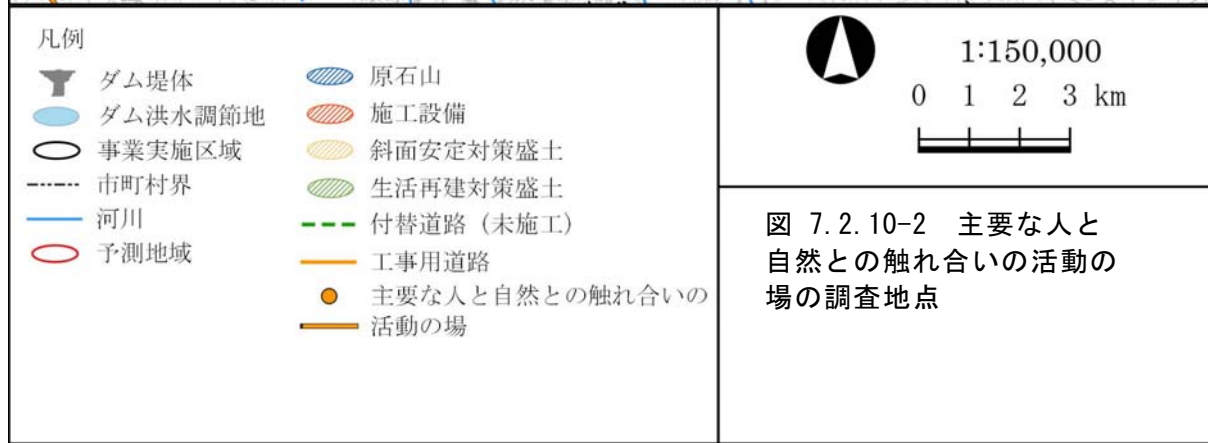 凡例
ダム堤体
ダム洪水調節地
事業実施区域
市町村界
河川
予測地域
原石山
施工設備
斜面安定対策盛土
生活再建対策盛土
付替道路（未施工）
工事用道路
主要な人と自然との触れ合いの
活動の場
1:150,000
0 1 2 3 km
図 7.2.10-2 主要な人と
自然との触れ合いの活動の
場の調査地点